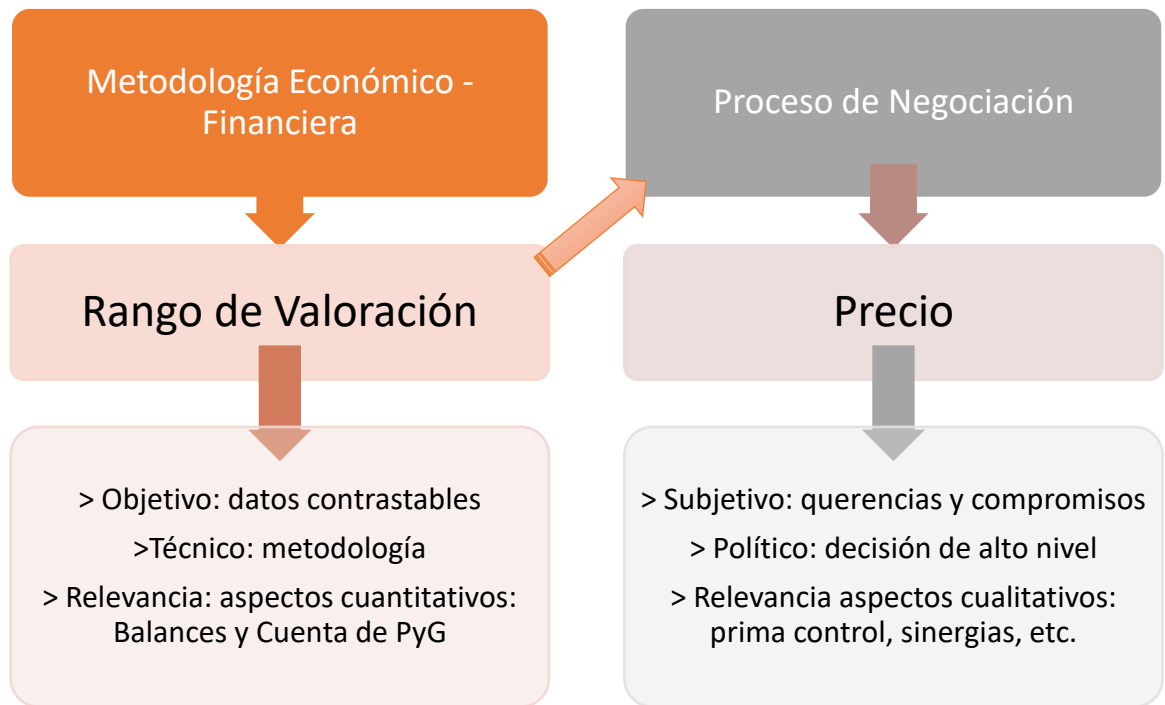 Metodología Económico -
Financiera
Rango de Valoración
> Objetivo: datos contrastables
>Técnico: metodología
> Relevancia: aspectos cuantitativos:
Balances y Cuenta de PyG
Proceso de Negociación
Precio
> Subjetivo: querencias y compromisos
> Político: decisión de alto nivel
> Relevancia aspectos cualitativos:
prima control, sinergias, etc.